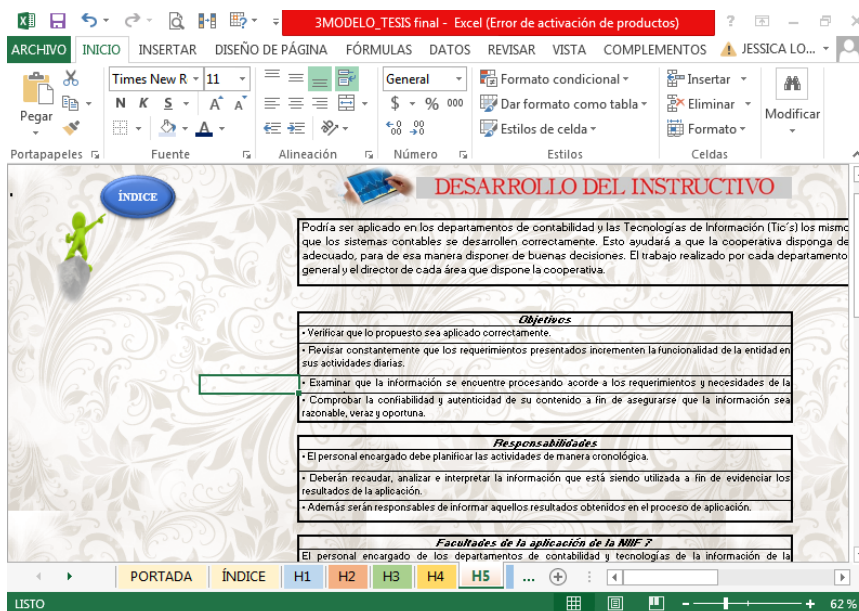 3MODELO_TESIS final - Excel (Error de activación de productos)
?
ARCHIVO INICIO INSERTAR DISEÑO DE PÁGINA FÓRMULAS DATOS REVISAR VISTA COMPLEMENTOS JESSICA LO...
Times New R 11 General Formato condicional Insertar
Pegar N K S A A $ % 000 Dar formato como tabla Eliminar Modificar
Estilos de celda Formato
Portapapeles Fuente Alineación Número Estilos Celdas
ÍNDICE
DESARROLLO DEL INSTRUCTIVO
Podría ser aplicado en los departamentos de contabilidad y las Tecnologías de Información (Tic´s) los mismo
que los sistemas contables se desarrollen correctamente. Esto ayudará a que la cooperativa disponga de
adecuado, para de esa manera disponer de buenas decisiones. El trabajo realizado por cada departamento
general y el director de cada área que dispone la cooperativa.
Objetivos
• Verificar que lo propuesto sea aplicado correctamente.
• Revisar constantemente que los requerimientos presentados incrementen la funcionalidad de la entidad en
sus actividades diarias.
• Examinar que la información se encuentre procesando acorde a los requerimientos y necesidades de la
• Comprobar la confiabilidad y autenticidad de su contenido a fin de asegurarse que la información sea
razonable, veraz y oportuna.
Responsabilidades
• El personal encargado debe planificar las actividades de manera cronológica.
• Deberán recaudar, analizar e interpretar la información que está siendo utilizada a fin de evidenciar los
resultados de la aplicación.
• Además serán responsables de informar aquellos resultados obtenidos en el proceso de aplicación.
Facultades de la aplicación de la NIIF 7
El personal encargado de los departamentos de contabilidad y tecnologías de la información de la
PORTADA ÍNDICE H1 H2 H3 H4 H5 ...
LISTO 62 %